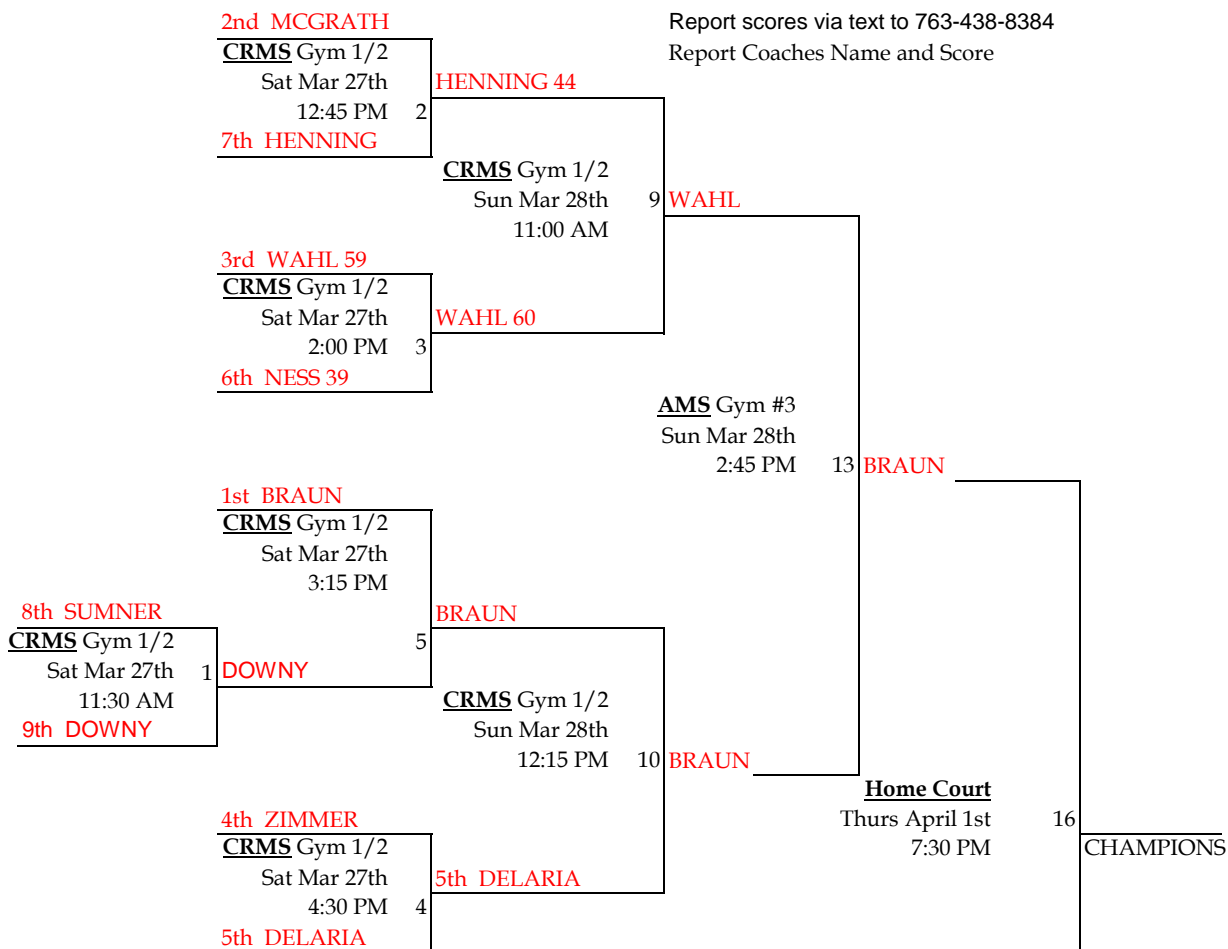 2nd MCGRATH
Report scores via text to 763-438-8384
CRMS Gym 1/2
Report Coaches Name and Score
Sat Mar 27th
HENNING 44
12:45 PM 2
7th HENNING
CRMS Gym 1/2
Sun Mar 28th
9 WAHL
11:00 AM
3rd WAHL 59
CRMS Gym 1/2
Sat Mar 27th
WAHL 60
2:00 PM 3
6th NESS 39
AMS Gym #3
Sun Mar 28th
2:45 PM 13 BRAUN
1st BRAUN
CRMS Gym 1/2
Sat Mar 27th
3:15 PM
8th SUMNER
BRAUN
CRMS Gym 1/2
5
Sat Mar 27th
1 DOWNY
11:30 AM
CRMS Gym 1/2
9th DOWNY
Sun Mar 28th
12:15 PM 10 BRAUN
Home Court
4th ZIMMER
Thurs April 1st 16
CRMS Gym 1/2
7:30 PM
CHAMPIONS
Sat Mar 27th
5th DELARIA
4:30 PM 4
5th DELARIA